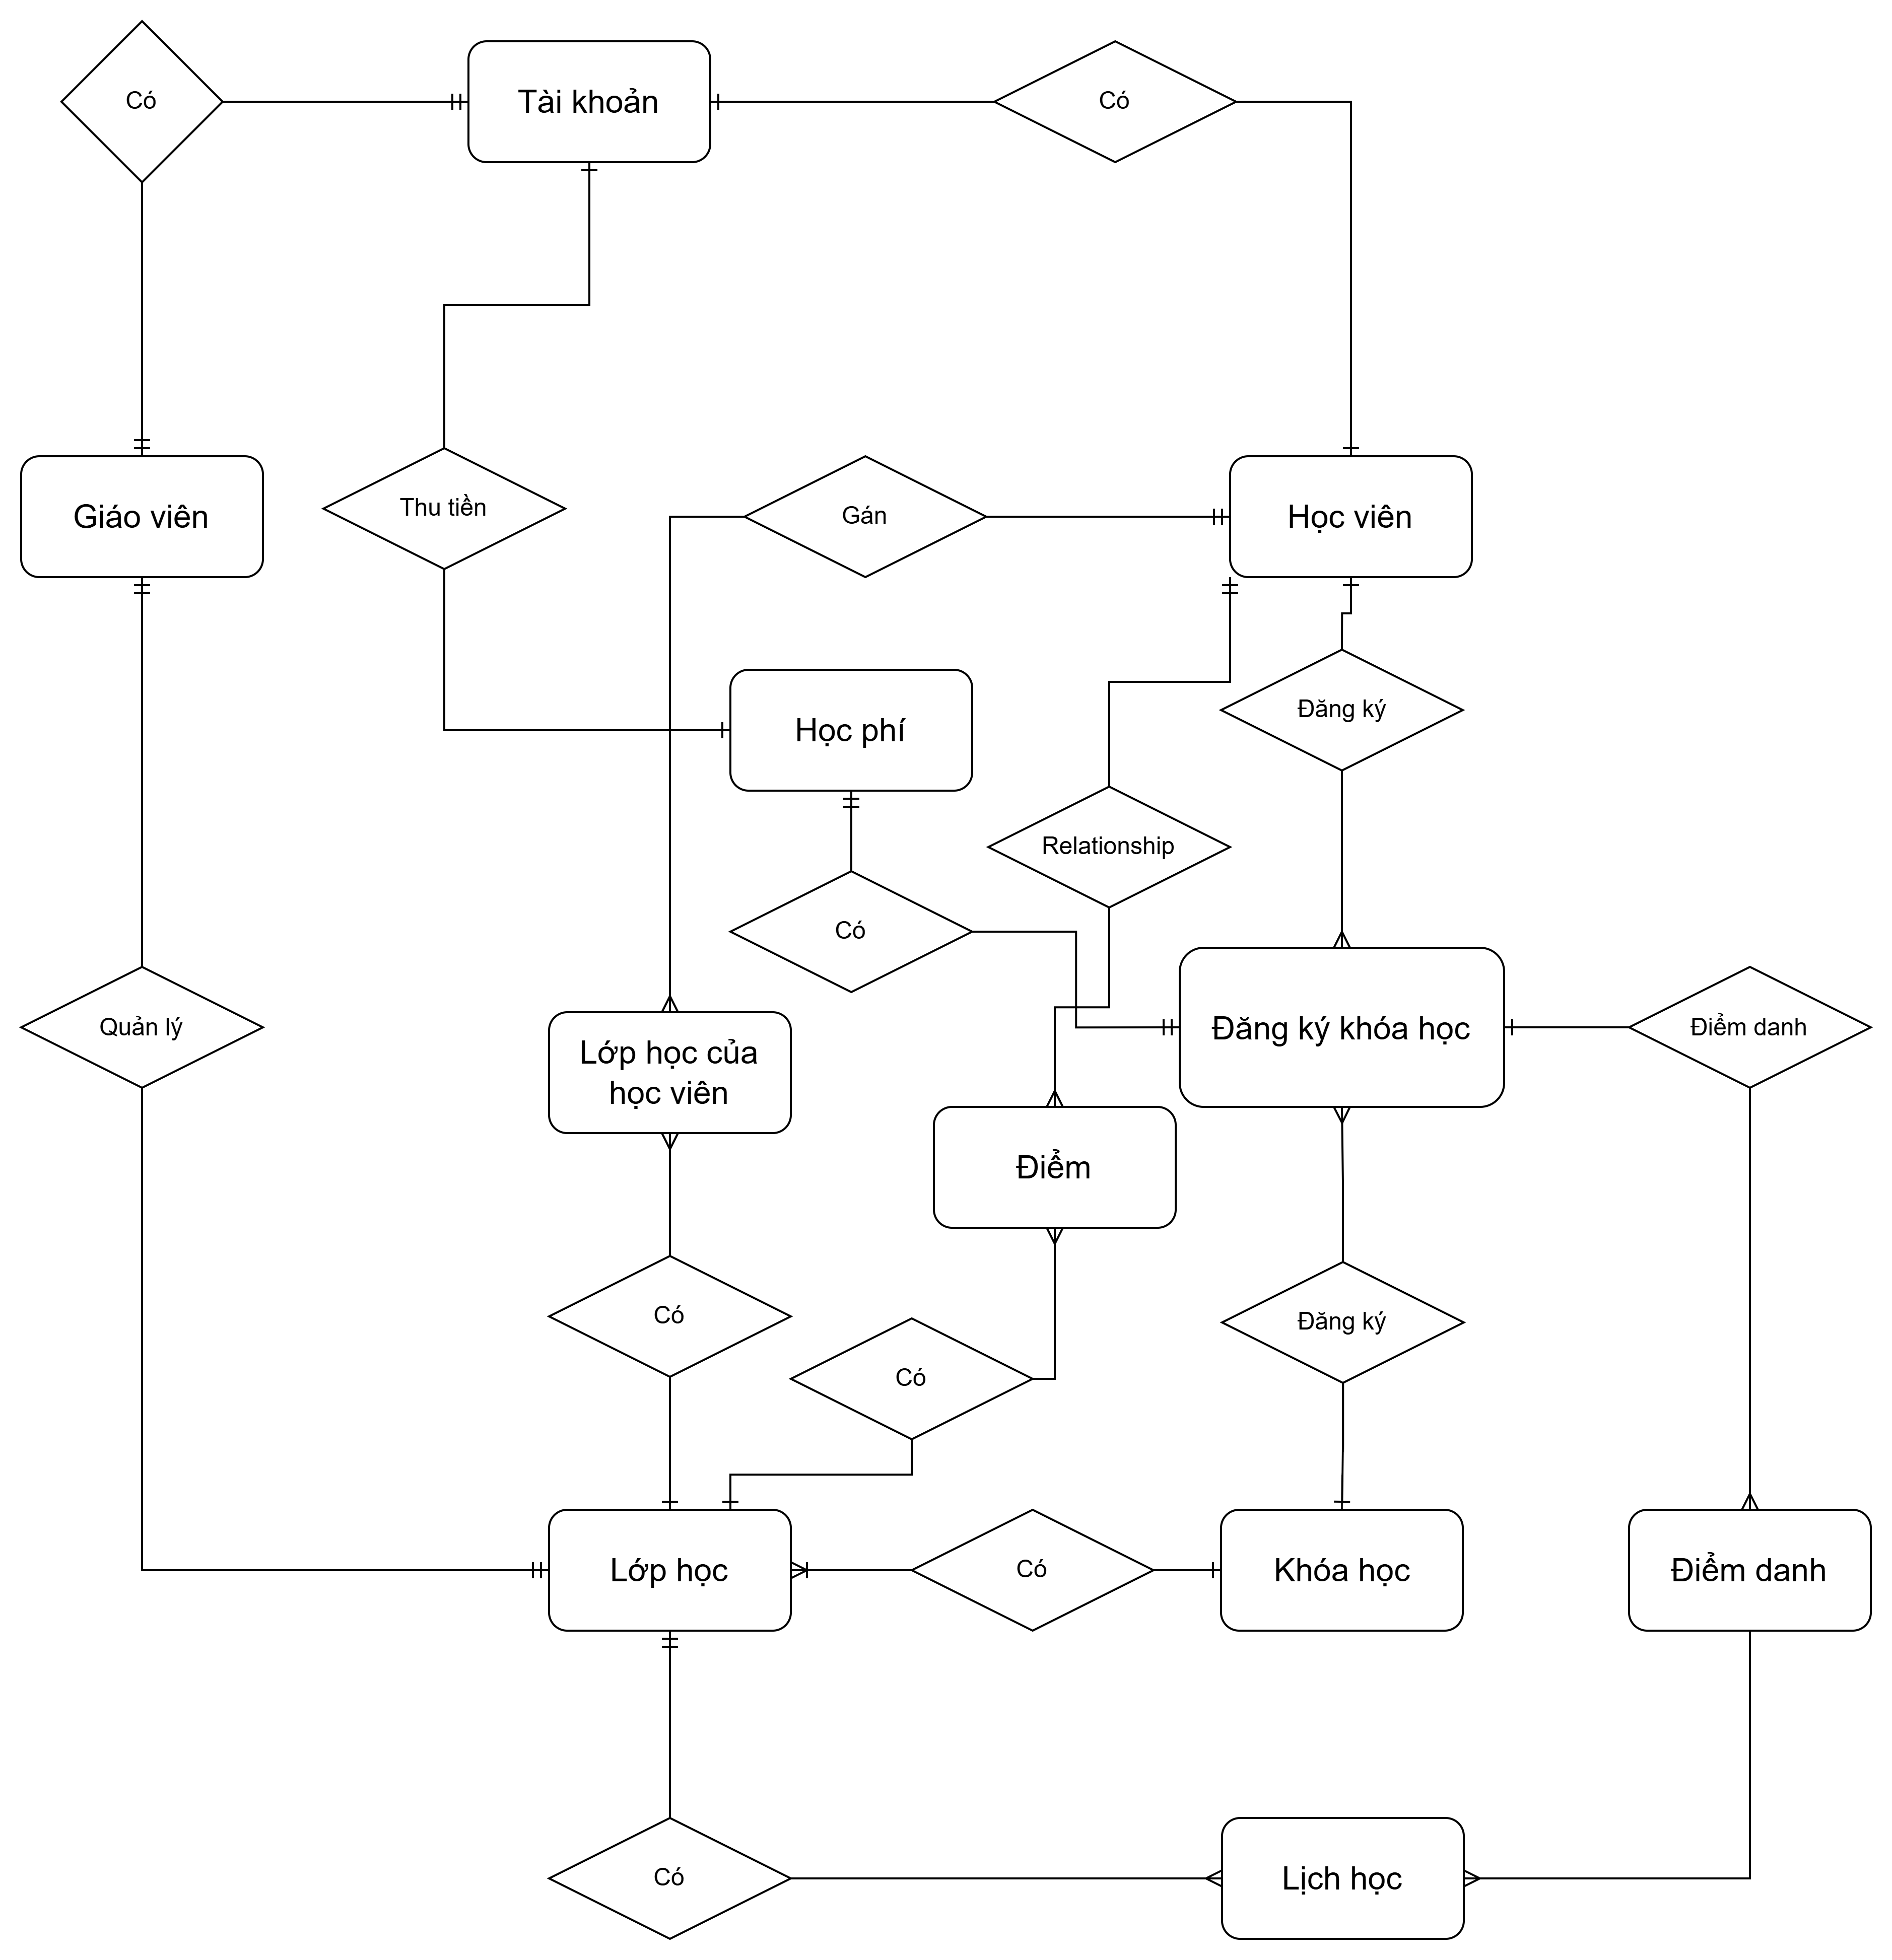 Có
Tài khoản
Có
Giáo viên
Thu tiền
Gán
Học viên
Học phí
Đăng ký
Relationship
Có
Quản lý
Lớp học của
học viên
Đăng ký khóa học
Điểm danh
Điểm
Có
Có
Đăng ký
Lớp học
Có
Khóa học
Điểm danh
Có
Lịch học